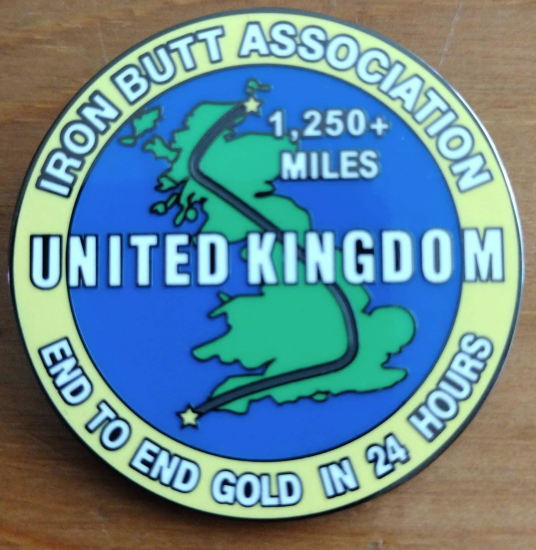 IRON BUTT ASSOCIATION
1,250+
MILES
UNITED KINGDOM
END TO END GOLD IN 24 HOURS